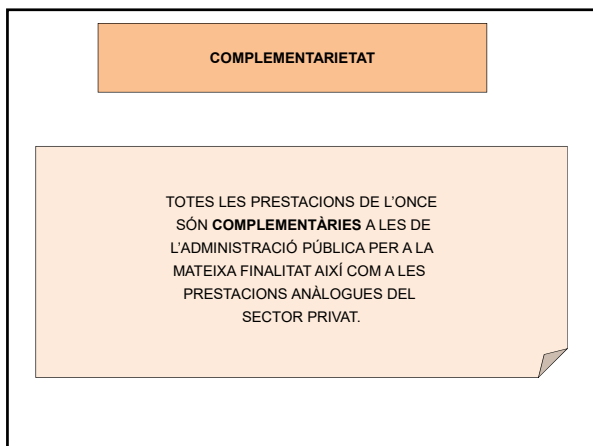 COMPLEMENTARIETAT
TOTES LES PRESTACIONS DE L'ONCE
SÓN COMPLEMENTÀRIES A LES DE
L'ADMINISTRACIÓ PÚBLICA PER A LA
MATEIXA FINALITAT AIXÍ COM A LES
PRESTACIONS ANÀLOGUES DEL
SECTOR PRIVAT.